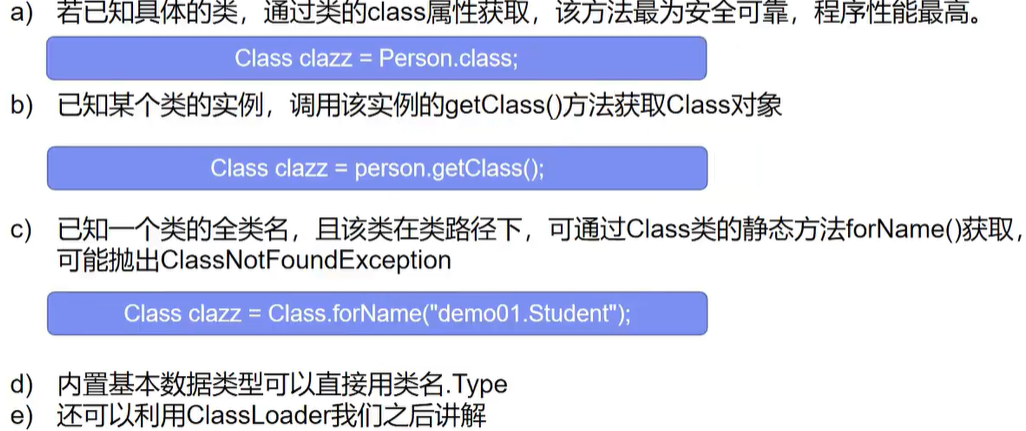 a) 若已知具体的类，通过类的class属性获取，该方法最为安全可靠，程序性能最高。
Class clazz = Person.class;
b) 已知某个类的实例，调用该实例的getClass()方法获取Class对象
Class clazz = person.getClass();
c) 已知一个类的全类名，且该类在类路径下，可通过Class类的静态方法forName()获取，
可能抛出ClassNotFoundException
Class clazz = Class.forName("demo01.Student");
d) 内置基本数据类型可以直接用类名.Type
e) 还可以利用ClassLoader我们之后讲解